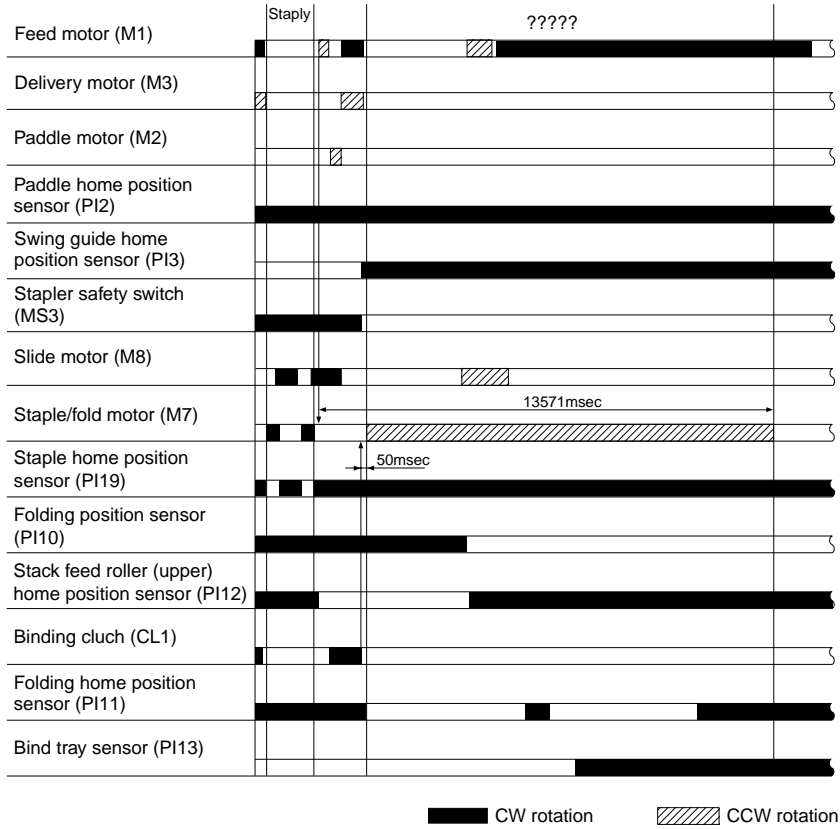 Staply
?????
Feed motor (M1)
Delivery motor (M3)
Paddle motor (M2)
Paddle home position
sensor (PI2)
Swing guide home
position sensor (PI3)
Stapler safety switch
(MS3)
Slide motor (M8)
13571msec
Staple/fold motor (M7)
Staple home position
sensor (PI19)
50msec
Folding position sensor
(PI10)
Stack feed roller (upper)
home position sensor (PI12)
Binding cluch (CL1)
Folding home position
sensor (PI11)
Bind tray sensor (PI13)
CW rotation
CCW rotation